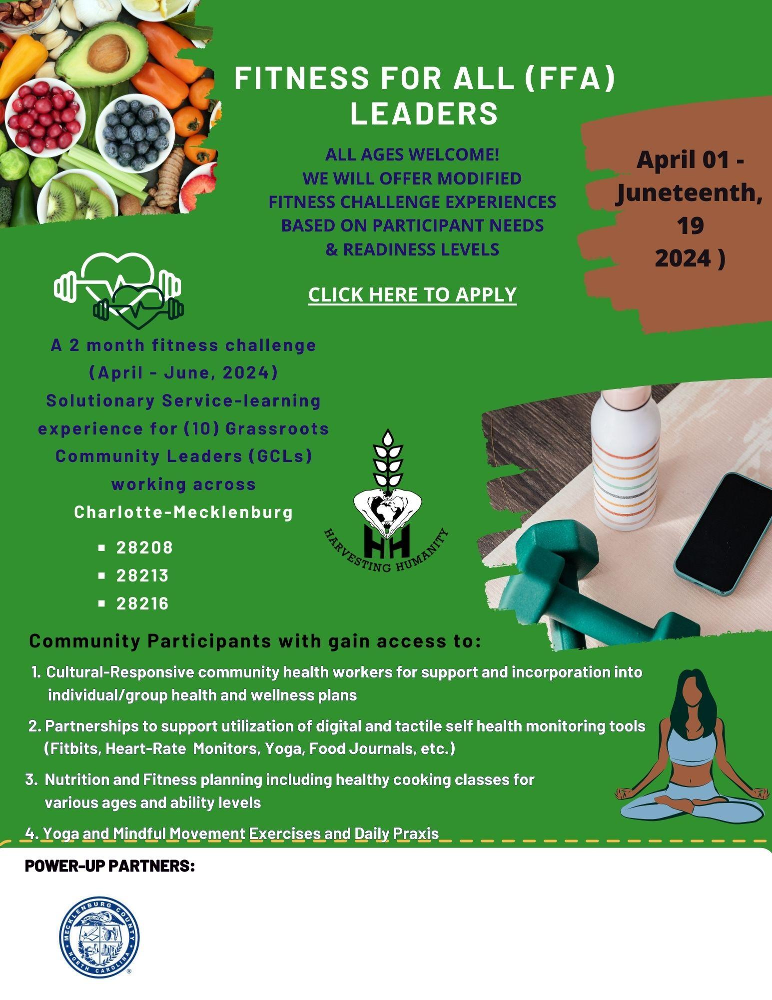 FITNESS FOR ALL (FFA)
LEADERS
ALL AGES WELCOME!
WE WILL OFFER MODIFIED
FITNESS CHALLENGE EXPERIENCES
BASED ON PARTICIPANT NEEDS
& READINESS LEVELS
CLICK HERE TO APPLY
April 01 -
Juneteenth,
19
2024 )
A 2 month fitness challenge
(April - June, 2024)
Solutionary Service-learning
experience for (10) Grassroots
Community Leaders (GCLs)
working across
Charlotte-Mecklenburg
▪ 28208
▪ 28213
▪ 28216
HH
HARVESTING HUMANITY
Community Participants with gain access to:
1. Cultural-Responsive community health workers for support and incorporation into
individual/group health and wellness plans
2. Partnerships to support utilization of digital and tactile self health monitoring tools
(Fitbits, Heart-Rate Monitors, Yoga, Food Journals, etc.)
3. Nutrition and Fitness planning including healthy cooking classes for
various ages and ability levels
4. Yoga and Mindful Movement Exercises and Daily Praxis
POWER-UP PARTNERS:
MECKLENBURG COUNTY
MAY 20, 1775
NORTH CAROLINA
®